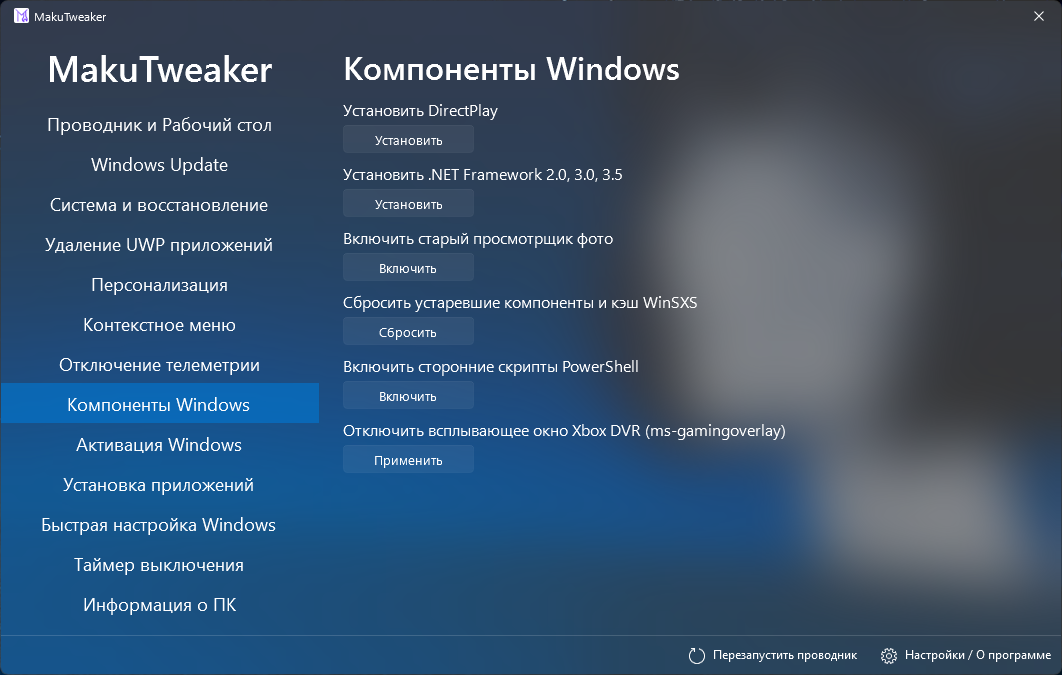 MakuTweaker
MakuTweaker
Проводник и Рабочий стол
Windows Update
Система и восстановление
Удаление UWP приложений
Персонализация
Контекстное меню
Отключение телеметрии
Компоненты Windows
Активация Windows
Установка приложений
Быстрая настройка Windows
Таймер выключения
Информация о ПК
Компоненты Windows
Установить DirectPlay
Установить
Установить .NET Framework 2.0, 3.0, 3.5
Установить
Включить старый просмотрщик фото
Включить
Сбросить устаревшие компоненты и кэш WinSXS
Сбросить
Включить сторонние скрипты PowerShell
Включить
Отключить всплывающее окно Xbox DVR (ms-gamingoverlay)
Применить
Перезапустить проводник
Настройки / О программе